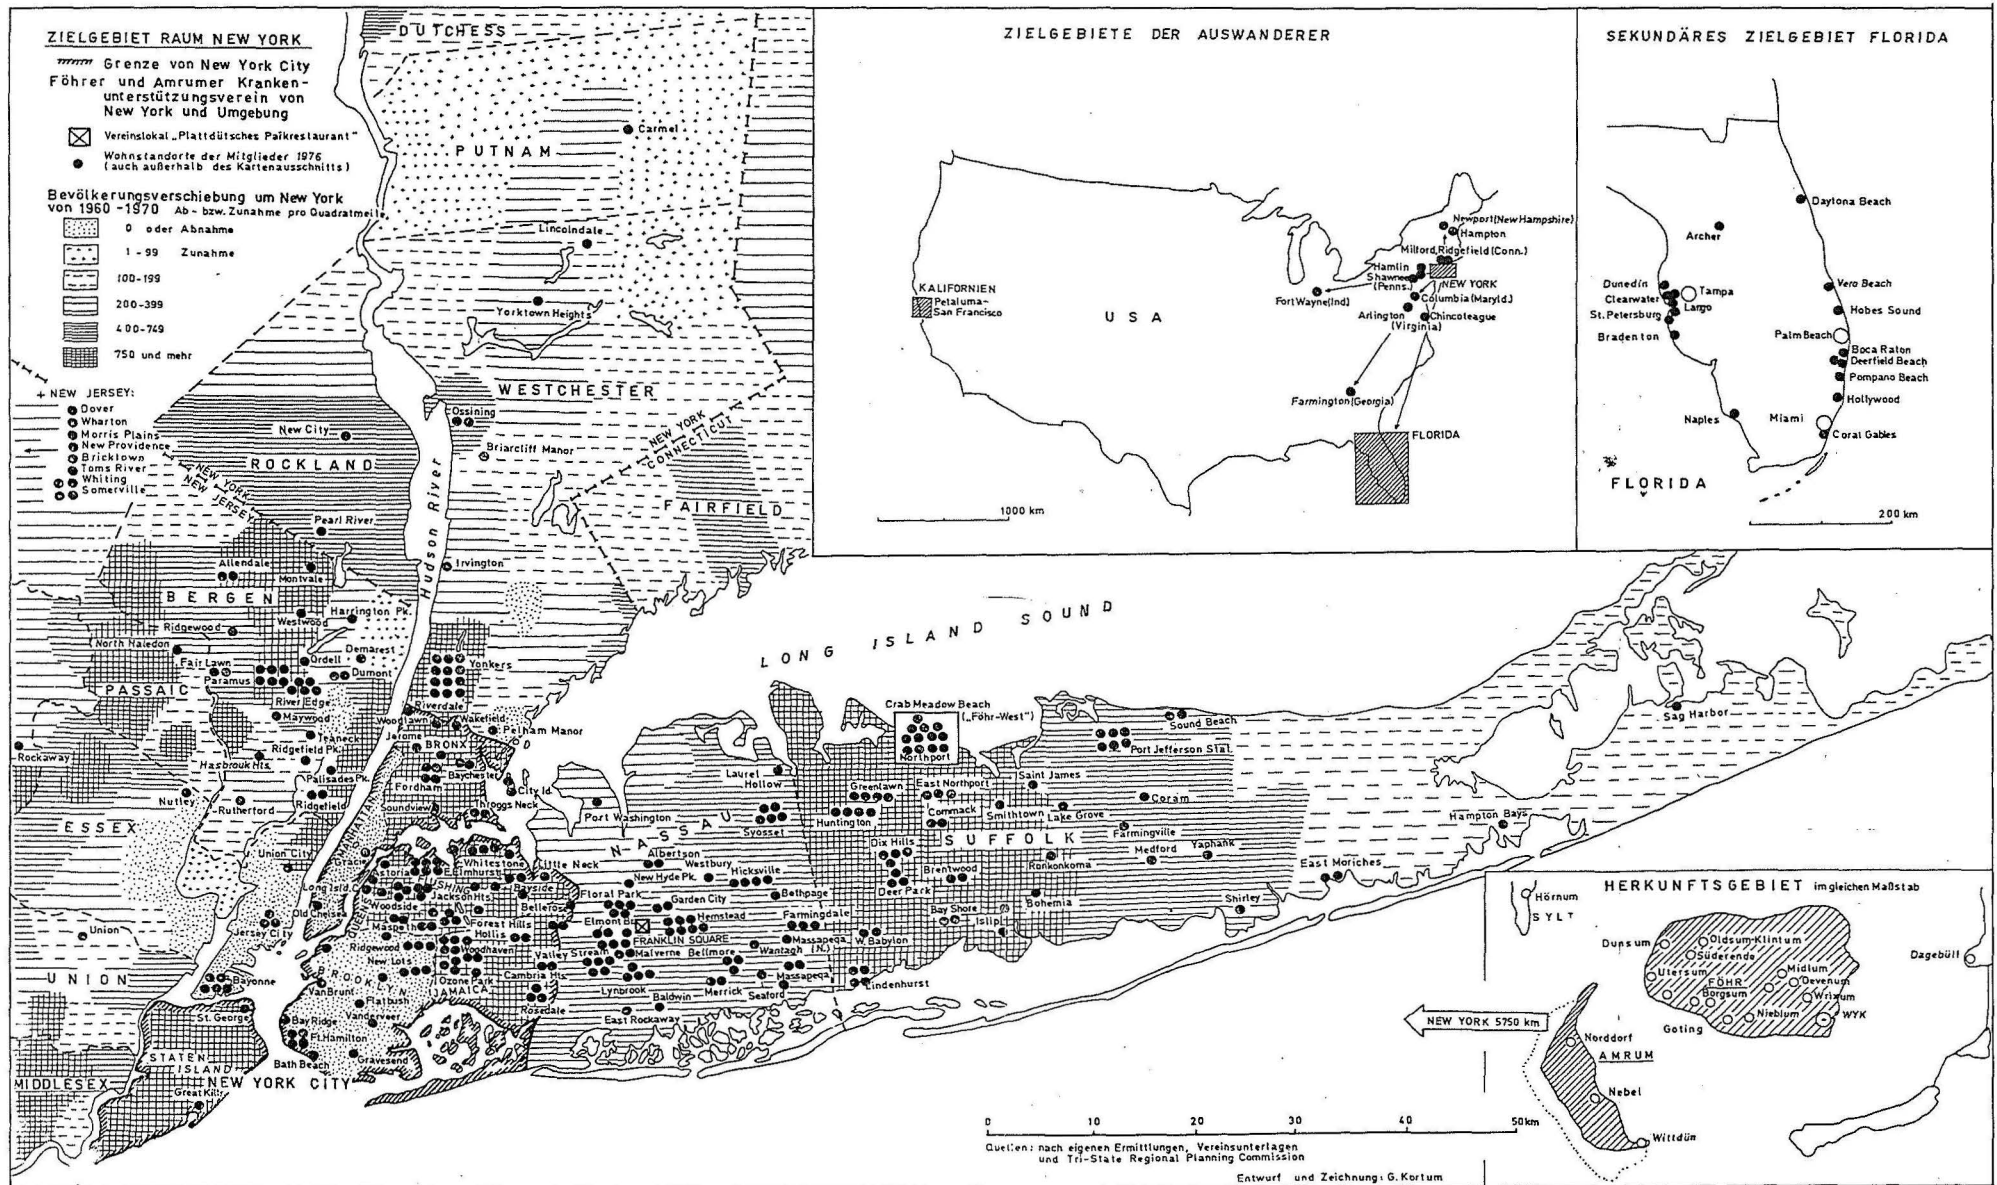 ZIELGEBIET RAUM NEW YORK
Grenze von New York City
Föhrer und Amrumer Kranken-
unterstützungsverein von
New York und Umgebung
Vereinslokal „Plattdütsches Paikrestaurant"
Wohnstandorte der Mitglieder 1976
(auch außerhalb des Kartenausschnitts)
Bevölkerungsverschiebung um New York
von 1960-1970 Ab- bzw. Zunahme pro Quadratmeile
0 oder Abnahme
1-99 Zunahme
100-199
200-399
400-749
750 und mehr
+ NEW JERSEY:
Dover
Wharton
Morris Plains
New Providence
Bricktown
Toms River
Whiting
Somerville
DUTCHESS
PUTNAM
Carmel
Lincolndale
Yorktown Heights
WESTCHESTER
Ossining
New City
Briarcliff Manor
ROCKLAND
NEW YORK
CONNECTICUT
NEW YORK
NEW JERSEY
Hudson River
FAIRFIELD
Pearl River
Allendale
Montvale
Irvington
BERGEN
Harrington Pk.
Westwood
Ridgewood
North Haledon
Demarest
Ordell
Fair Lawn
Paramus
Dumont
Yonkers
PASSAIC
River Edge
Maywood
Riverdale
Woodlawn
Wakefield
Pelham Manor
Teaneck
Jerome
BRONX
Ridgefield Pk.
Rockaway
Hasbrouk Hts.
Palisades Pk.
Baychester
Fordham
City Id.
Nutley
Rutherford
Ridgefield
Soundview
Throggs Neck
MANHATTAN
ESSEX
Union City
Gracie
Whitestone
Little Neck
Astoria
E.Elmhurst
Long Isld.C.
FLUSHING
Bayside
Jackson Hts.
Old Chelsea
Woodside
Bellerose
Jersey City
Maspeth
Forest Hills
Hollis
Union
Ridgewood
Woodhaven
New Lots
UNION
Bayonne
BROOKLYN
Ozone Park
JAMAICA
Cambria Hts.
Van Brunt
Flatbush
St. George
Rosedale
Vanderveer
Bay Ridge
Ft.Hamilton
STATEN
ISLAND
Bath Beach
Gravesend
MIDDLESEX
NEW YORK CITY
Great Kills
LONG ISLAND SOUND
Crab Meadow Beach
(„Föhr-West")
Northport
Sound Beach
Port Jefferson Stat.
Sag Harbor
Laurel
Hollow
Saint James
Greenlawn
East Northport
Port Washington
Coram
Commack
Smithtown
Lake Grove
Huntington
Syosset
NASSAU
SUFFOLK
Farmingville
Hampton Bays
Albertson
Dix Hills
Medford
Yaphank
Westbury
New Hyde Pk.
Hicksville
Ronkonkoma
East Moriches
Brentwood
Floral Park
Bethpage
Deer Park
Garden City
Bohemia
Shirley
Bay Shore
Islip
Hemstead
Farmingdale
FRANKLIN SQUARE
Massapeqa
W.Babylon
Valley Stream
Malverne
Bellmore
Wantagh (N.)
Lynbrook
Merrick
Massapeqa
Seaford
Lindenhurst
Baldwin
East Rockaway
0 10 20 30 40 50km
Quellen: nach eigenen Ermittlungen, Vereinsunterlagen
und Tri-State Regional Planning Commission
Entwurf und Zeichnung: G. Kortum
ZIELGEBIETE DER AUSWANDERER
Newport(New Hampshire)
Hampton
Milford, Ridgefield (Conn.)
Hamlin
Shawnee
(Penns.)
NEW YORK
Fort Wayne(Ind)
Columbia(Maryld.)
Arlington
(Virginia)
Chincoteague
KALIFORNIEN
Petaluma-
San Francisco
USA
Farmington(Georgia)
FLORIDA
1000 km
SEKUNDÄRES ZIELGEBIET FLORIDA
Daytona Beach
Archer
Dunedin
Clearwater
Tampa
Largo
St. Petersburg
Bradenton
Vero Beach
Hobes Sound
Palm Beach
Boca Raton
Deerfield Beach
Pompano Beach
Hollywood
Naples
Miami
Coral Gables
FLORIDA
200 km
HERKUNFTSGEBIET im gleichen Maßstab
Hörnum
SYLT
Dunsum
Oldsum-Klintum
Süderende
Dagebüll
Utersum
Midlum
FÖHR
Oevenum
Borgsum
Wrixum
Nieblum
WYK
Goting
NEW YORK 5750 km
Norddorf
AMRUM
Nebel
Wittdün